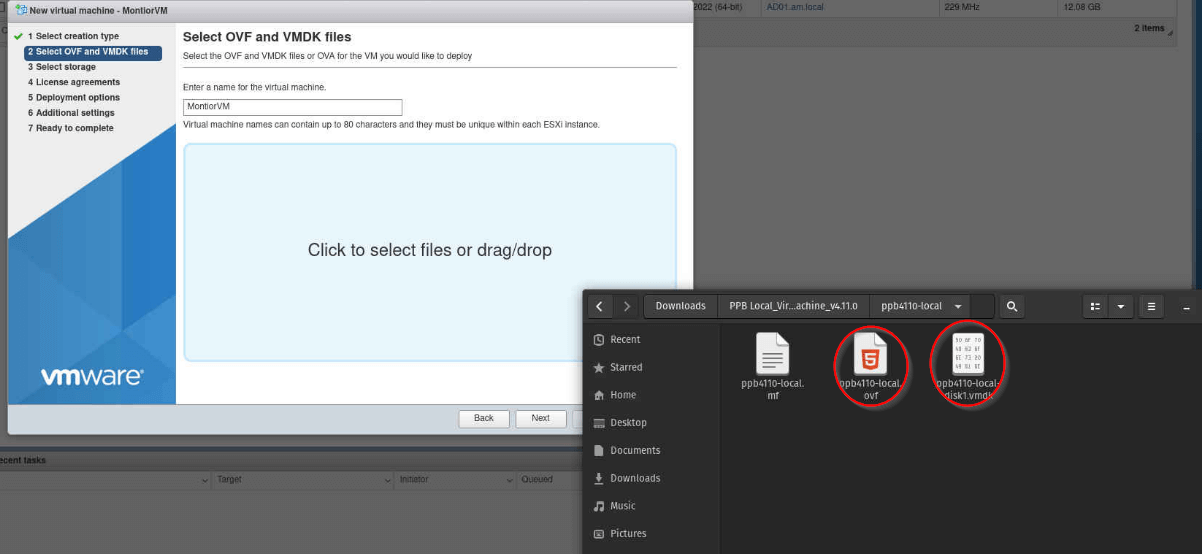 New virtual machine - MontiorVM
2022 (64-bit)
AD01.am.local
229 MHz
12.08 GB
2 items
1 Select creation type
2 Select OVF and VMDK files
3 Select storage
4 License agreements
5 Deployment options
6 Additional settings
7 Ready to complete
vmware®
Select OVF and VMDK files
Select the OVF and VMDK files or OVA for the VM you would like to deploy
Enter a name for the virtual machine.
MontiorVM
Virtual machine names can contain up to 80 characters and they must be unique within each ESXi instance.
Click to select files or drag/drop
Back
Next
ecent tasks
Target
Initiator
Queued
Downloads
PPB Local_Vir...achine_v4.11.0
ppb4110-local
Recent
Starred
Home
Desktop
Documents
Downloads
Music
Pictures
ppb4110-local.
mf
ppb4110-local.
ovf
ppb4110-local-
disk1.vmdk